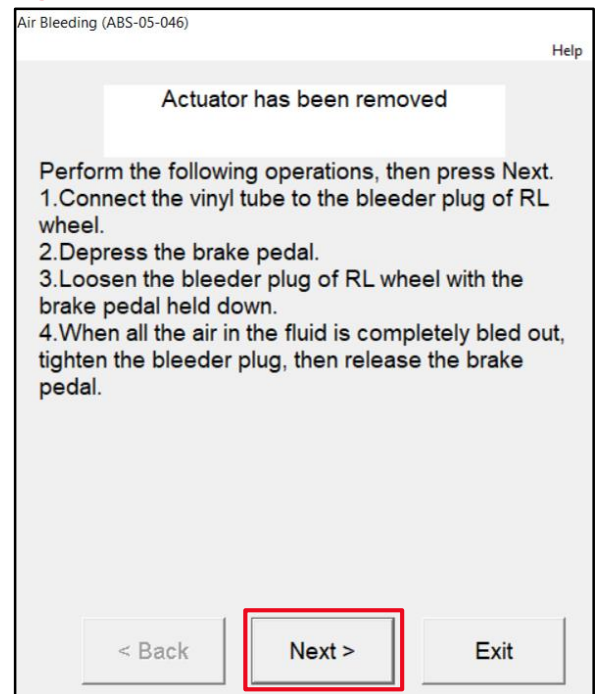 Air Bleeding (ABS-05-046)
Help
Actuator has been removed
Perform the following operations, then press Next.
1.Connect the vinyl tube to the bleeder plug of RL
wheel.
2.Depress the brake pedal.
3.Loosen the bleeder plug of RL wheel with the
brake pedal held down.
4.When all the air in the fluid is completely bled out,
tighten the bleeder plug, then release the brake
pedal.
< Back
Next >
Exit